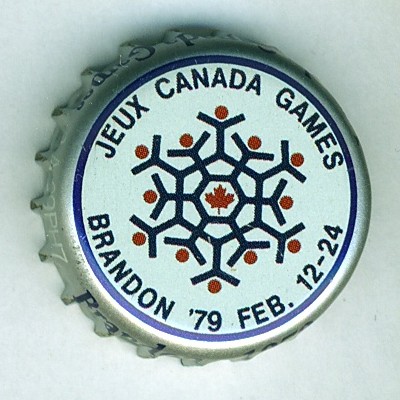 JEUX CANADA GAMES
BRANDON '79 FEB. 12-24